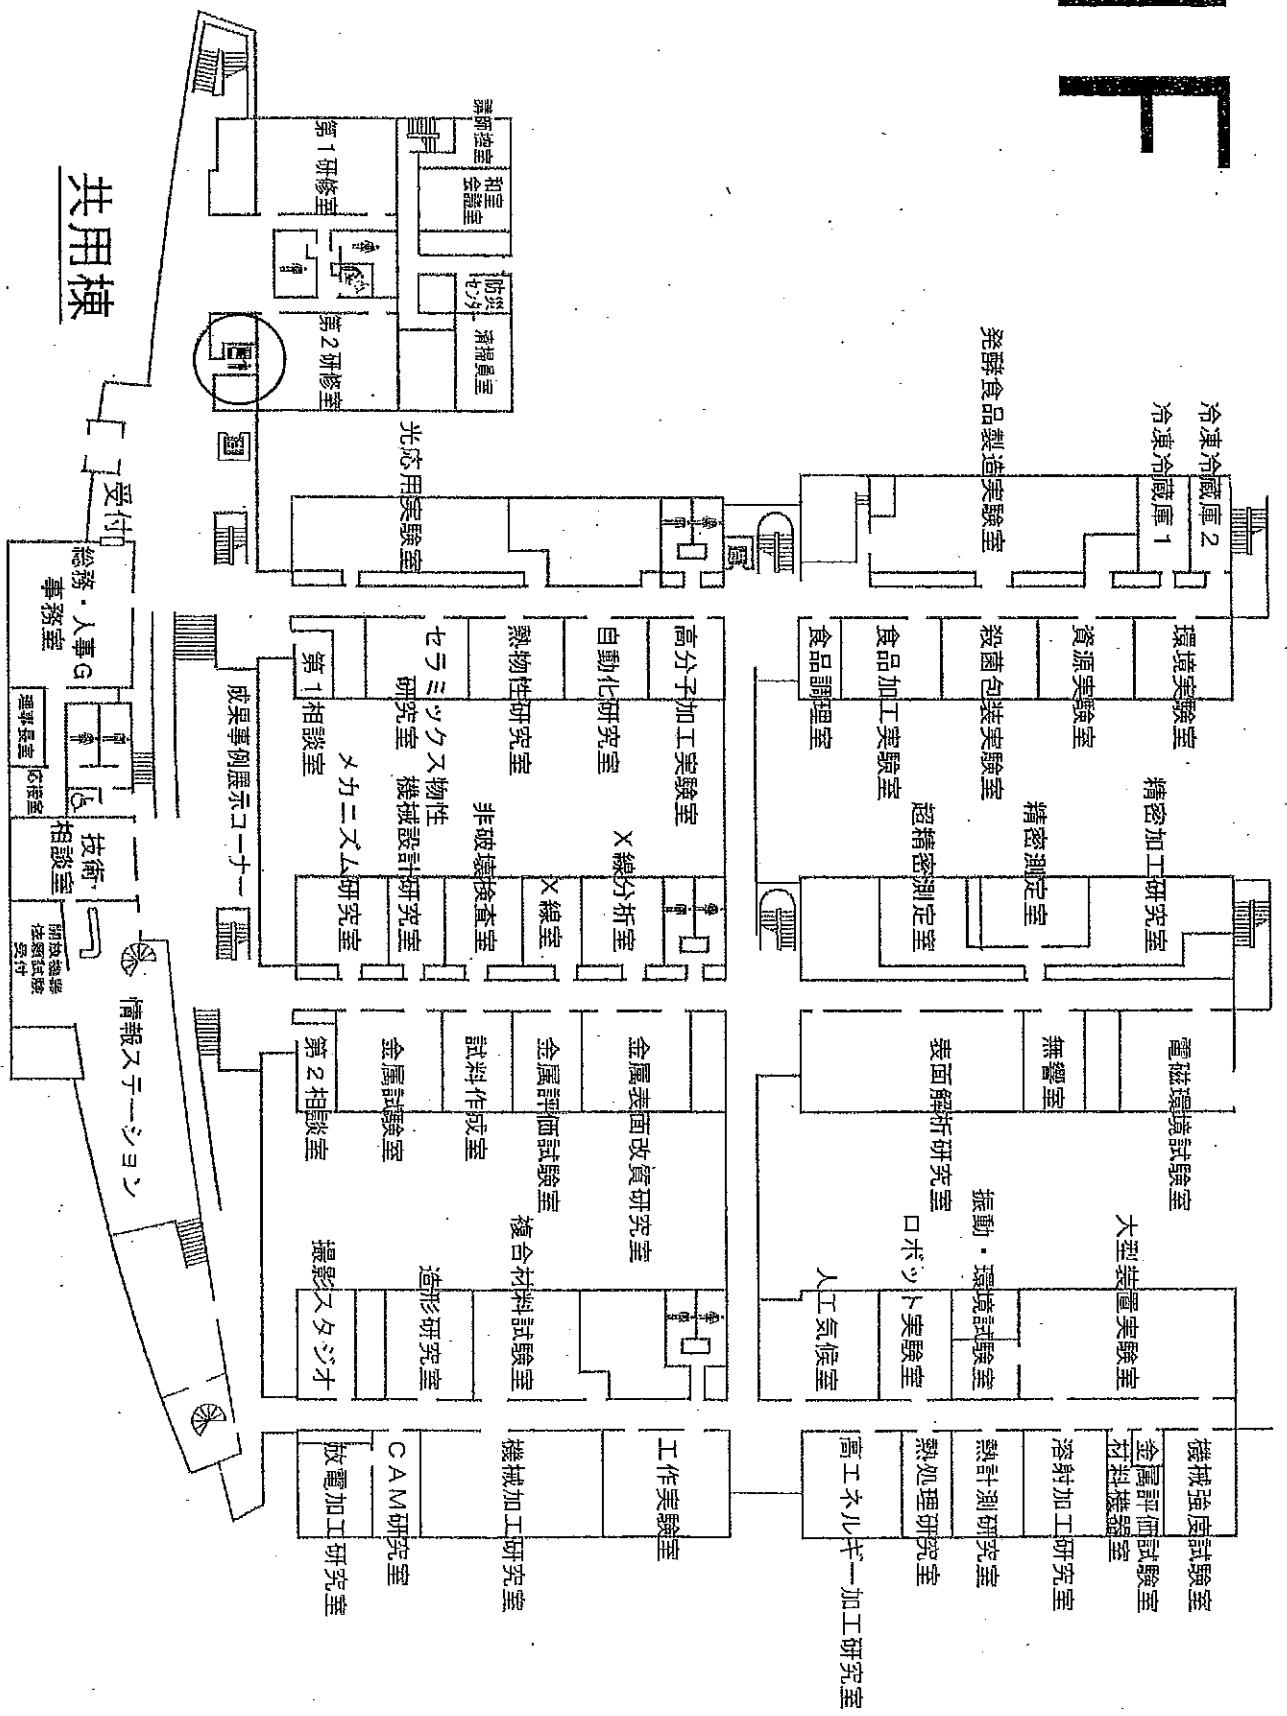 F
共用棟
講師控室
和室
会議室
防災
センター
清掃員室
第1研修室
第2研修室
受付
総務・人事G
事務室
理事長室
応接室
技術
相談室
開放機器
依頼試験
受付
情報ステーション
成果事例展示コーナー
光応用実験室
発酵食品製造実験室
冷凍冷蔵庫1
冷凍冷蔵庫2
第1相談室
セラミックス物性
研究室
熱物性研究室
自動化研究室
高分子加工実験室
食品調理室
食品加工実験室
殺菌包装実験室
資源実験室
環境実験室
メカニズム研究室
機械設計研究室
非破壊検査室
X線室
X線分析室
超精密測定室
精密測定室
精密加工研究室
第2相談室
金属試験室
試料作成室
金属評価試験室
金属表面改質研究室
表面解析研究室
無響室
電磁環境試験室
撮影スタジオ
造形研究室
複合材料試験室
人工気候室
ロボット実験室
振動・環境試験室
大型装置実験室
放電加工研究室
CAM研究室
機械加工研究室
工作実験室
高エネルギー加工研究室
熱処理研究室
熱計測研究室
溶射加工研究室
材料機器室
金属評価試験室
機械強度試験室